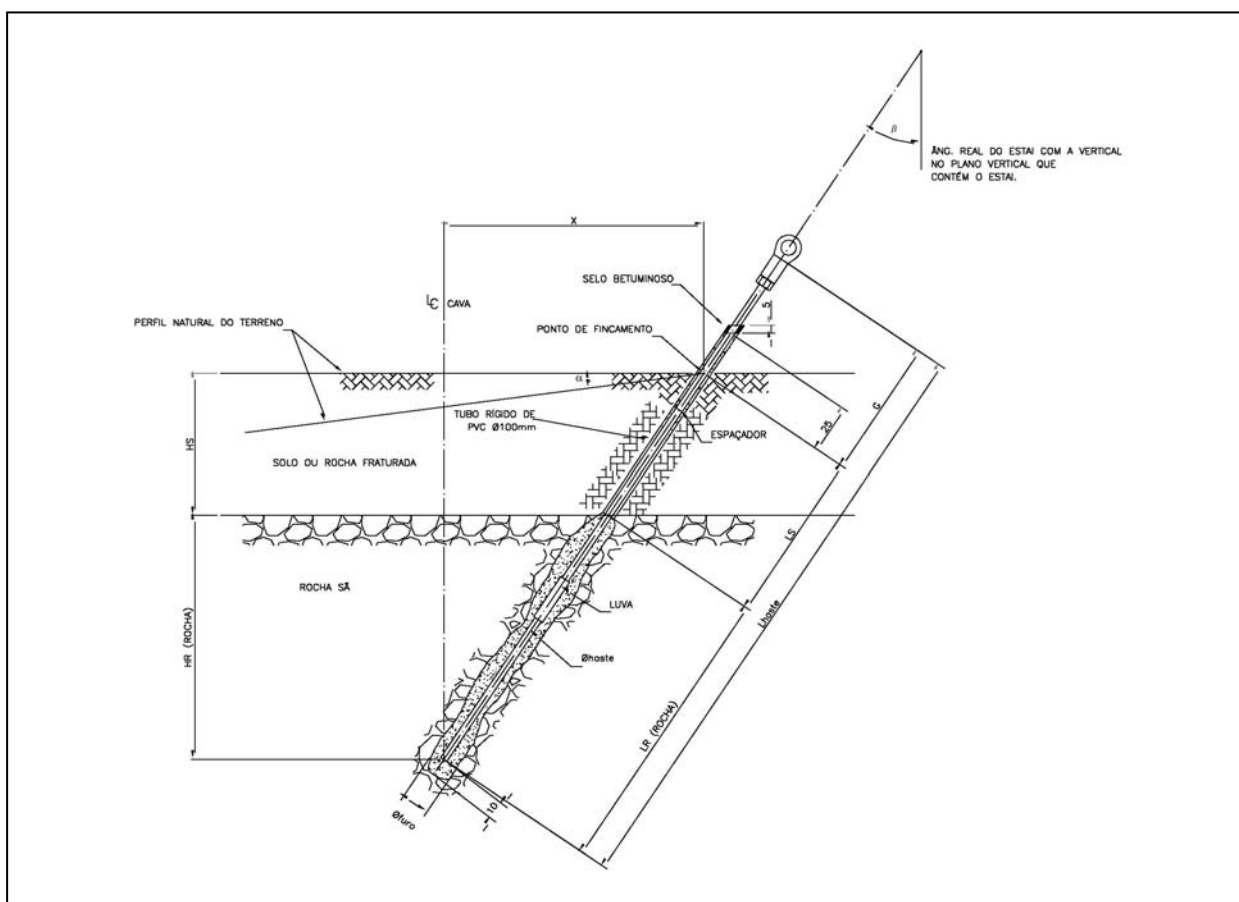 β
ÂNG. REAL DO ESTAI COM A VERTICAL
NO PLANO VERTICAL QUE
CONTÉM O ESTAI.
X
SELO BETUMINOSO
5
℄ CAVA
PERFIL NATURAL DO TERRENO
PONTO DE FINCAMENTO
α
G
TUBO RÍGIDO DE
PVC Ø100mm
25
ESPAÇADOR
HS
SOLO OU ROCHA FRATURADA
LS
ROCHA SÃ
LUVA
Lhaste
HR (ROCHA)
Øhaste
LR (ROCHA)
10
Øfuro